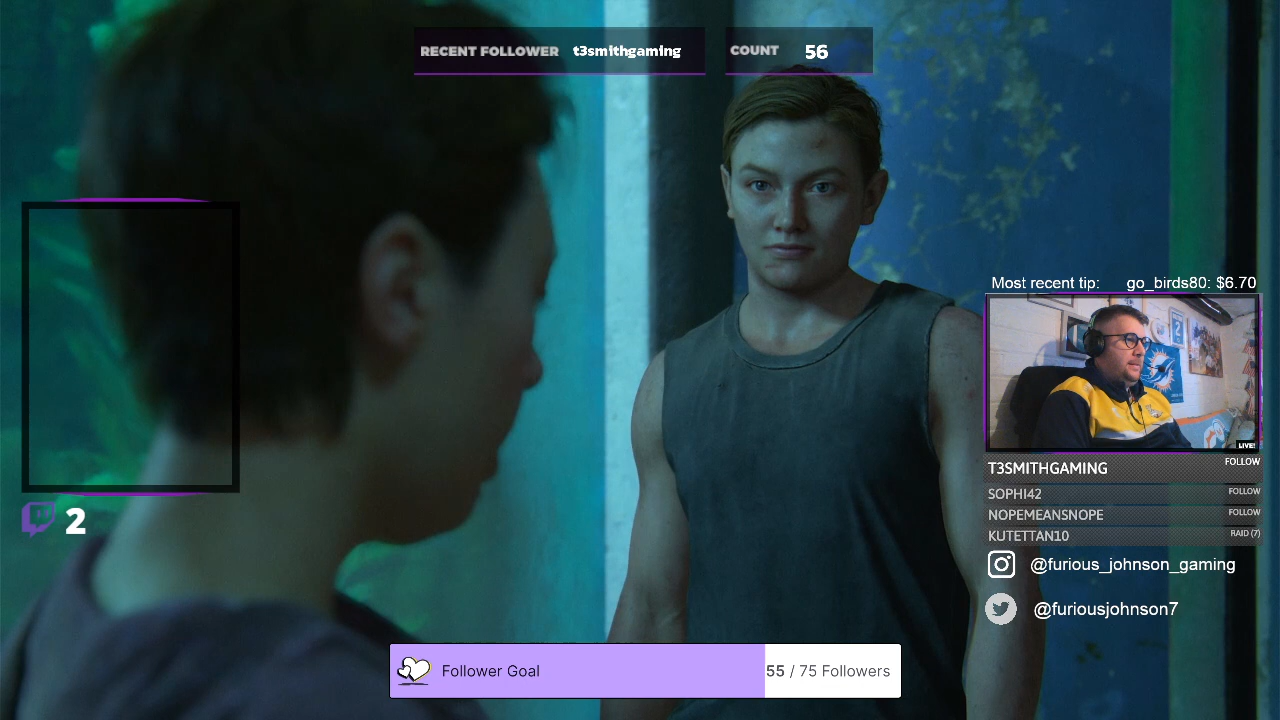 RECENT FOLLOWER t3smithgaming
COUNT 56
Most recent tip: go_birds80: $6.70
LIVE!
T3SMITHGAMING FOLLOW
SOPHI42 FOLLOW
NOPEMEANSNOPE FOLLOW
KUTETTAN10 RAID (7)
2
@furious_johnson_gaming
@furiousjohnson7
Follower Goal 55 / 75 Followers